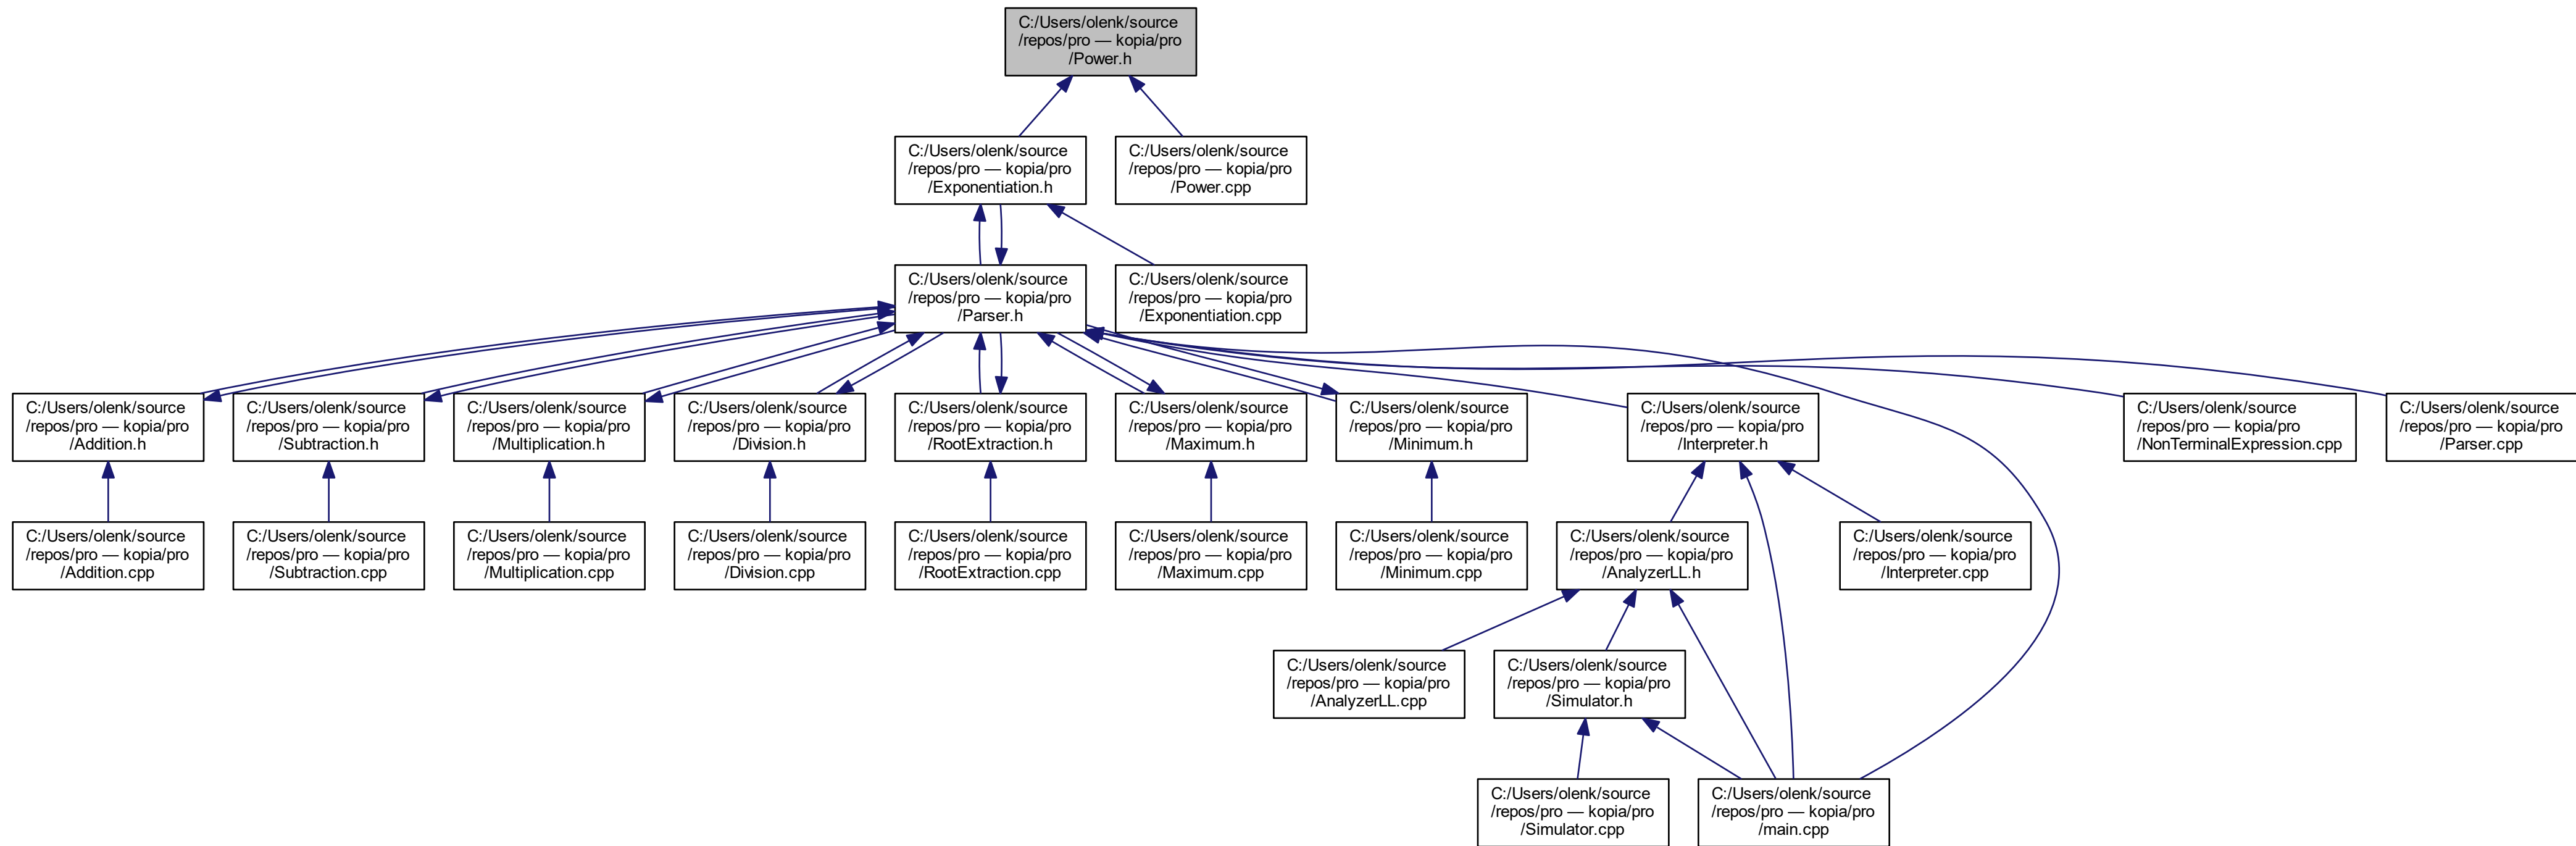 C:/Users/olenk/source
/repos/pro — kopia/pro
/Power.h
C:/Users/olenk/source
/repos/pro — kopia/pro
/Exponentiation.h
C:/Users/olenk/source
/repos/pro — kopia/pro
/Power.cpp
C:/Users/olenk/source
/repos/pro — kopia/pro
/Parser.h
C:/Users/olenk/source
/repos/pro — kopia/pro
/Exponentiation.cpp
C:/Users/olenk/source
/repos/pro — kopia/pro
/Addition.h
C:/Users/olenk/source
/repos/pro — kopia/pro
/Subtraction.h
C:/Users/olenk/source
/repos/pro — kopia/pro
/Multiplication.h
C:/Users/olenk/source
/repos/pro — kopia/pro
/Division.h
C:/Users/olenk/source
/repos/pro — kopia/pro
/RootExtraction.h
C:/Users/olenk/source
/repos/pro — kopia/pro
/Maximum.h
C:/Users/olenk/source
/repos/pro — kopia/pro
/Minimum.h
C:/Users/olenk/source
/repos/pro — kopia/pro
/Interpreter.h
C:/Users/olenk/source
/repos/pro — kopia/pro
/NonTerminalExpression.cpp
C:/Users/olenk/source
/repos/pro — kopia/pro
/Parser.cpp
C:/Users/olenk/source
/repos/pro — kopia/pro
/Addition.cpp
C:/Users/olenk/source
/repos/pro — kopia/pro
/Subtraction.cpp
C:/Users/olenk/source
/repos/pro — kopia/pro
/Multiplication.cpp
C:/Users/olenk/source
/repos/pro — kopia/pro
/Division.cpp
C:/Users/olenk/source
/repos/pro — kopia/pro
/RootExtraction.cpp
C:/Users/olenk/source
/repos/pro — kopia/pro
/Maximum.cpp
C:/Users/olenk/source
/repos/pro — kopia/pro
/Minimum.cpp
C:/Users/olenk/source
/repos/pro — kopia/pro
/AnalyzerLL.h
C:/Users/olenk/source
/repos/pro — kopia/pro
/Interpreter.cpp
C:/Users/olenk/source
/repos/pro — kopia/pro
/AnalyzerLL.cpp
C:/Users/olenk/source
/repos/pro — kopia/pro
/Simulator.h
C:/Users/olenk/source
/repos/pro — kopia/pro
/Simulator.cpp
C:/Users/olenk/source
/repos/pro — kopia/pro
/main.cpp